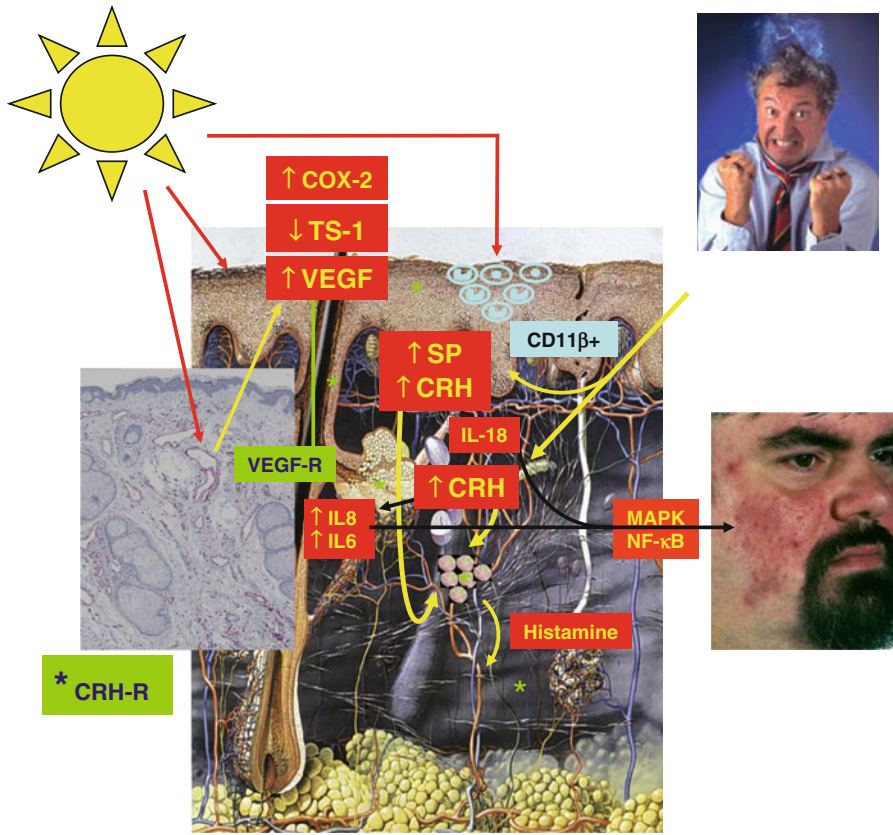 ↑ COX-2
↓ TS-1
↑ VEGF
↑ SP
↑ CRH
CD11β+
IL-18
VEGF-R
↑ CRH
↑ IL8
↑ IL6
MAPK
NF-κB
Histamine
* CRH-R